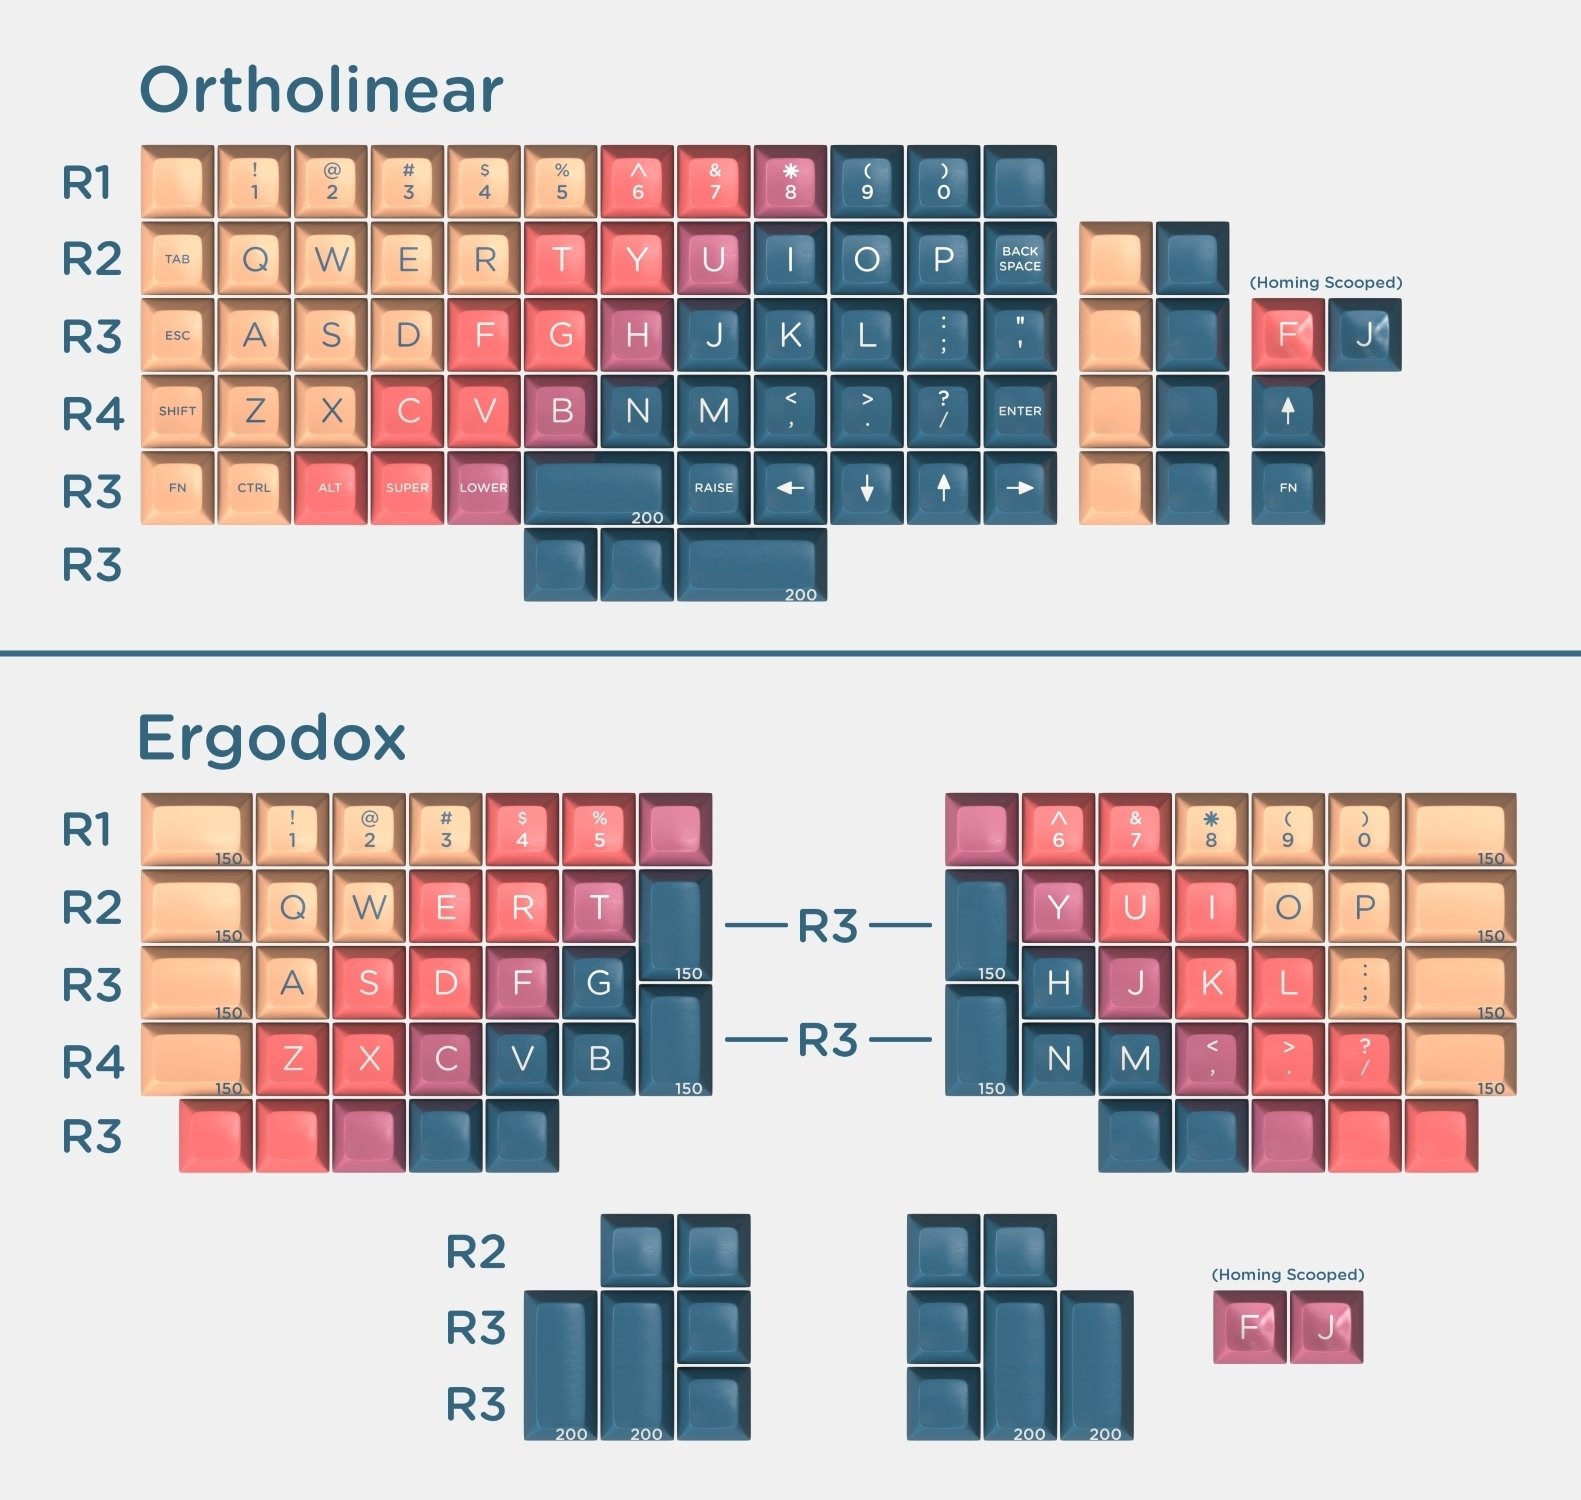 Ortholinear
R1 ! 1 @ 2 # 3 $ 4 % 5 ^ 6 & 7 * 8 ( 9 ) 0
R2 TAB Q W E R T Y U I O P BACK SPACE
(Homing Scooped)
R3 ESC A S D F G H J K L : ; " ' F J
R4 SHIFT Z X C V B N M < , > . ? / ENTER ↑
R3 FN CTRL ALT SUPER LOWER 200 RAISE ← ↓ ↑ → FN
R3 200
Ergodox
R1 150 ! 1 @ 2 # 3 $ 4 % 5 ^ 6 & 7 * 8 ( 9 ) 0 150
R2 150 Q W E R T 150 — R3 — 150 Y U I O P 150
R3 150 A S D F G H J K L : ; 150
R4 150 Z X C V B 150 — R3 — 150 N M < , > . ? / 150
R3
R2
(Homing Scooped)
R3 F J
R3 200 200 200 200